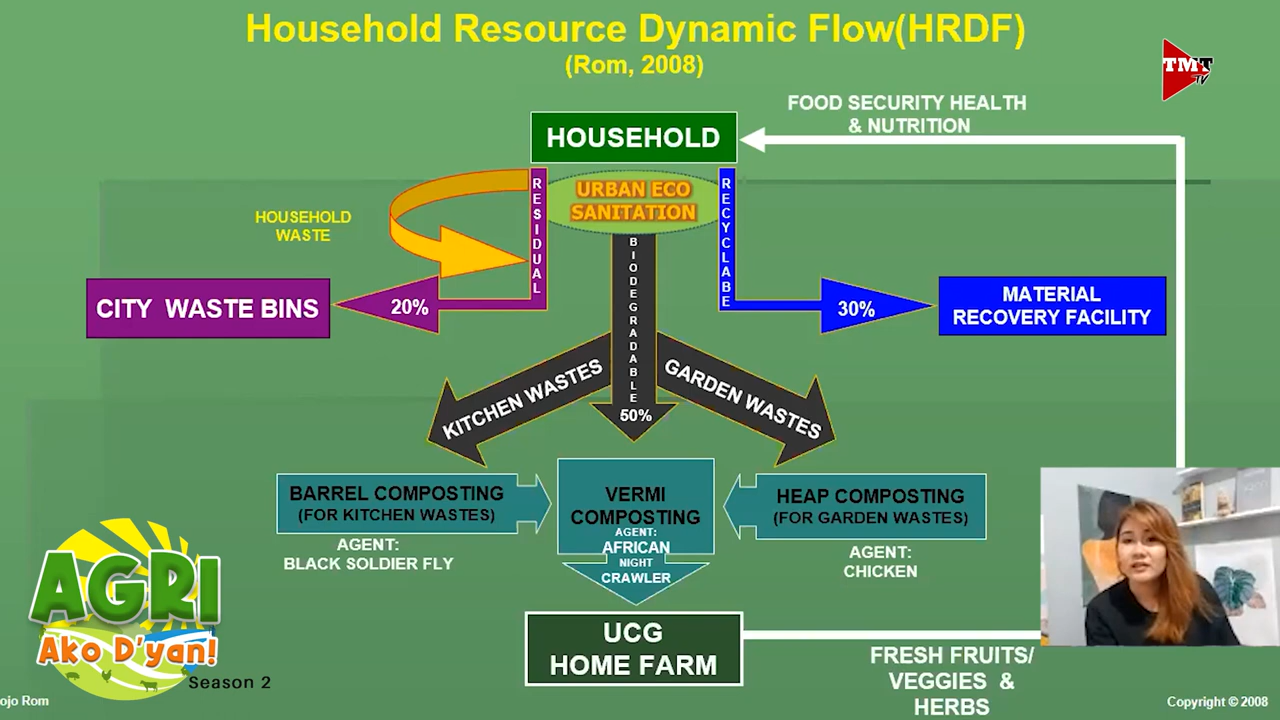 Household Resource Dynamic Flow(HRDF)
(Rom, 2008)
TMT
TV
FOOD SECURITY HEALTH
& NUTRITION
HOUSEHOLD
URBAN ECO
SANITATION
HOUSEHOLD
WASTE
RESIDUAL
BIODEGRADABLE
RECYCLABE
CITY WASTE BINS
20%
30%
MATERIAL
RECOVERY FACILITY
KITCHEN WASTES
50%
GARDEN WASTES
BARREL COMPOSTING
(FOR KITCHEN WASTES)
AGENT:
BLACK SOLDIER FLY
VERMI
COMPOSTING
AGENT:
AFRICAN
NIGHT
CRAWLER
HEAP COMPOSTING
(FOR GARDEN WASTES)
AGENT:
CHICKEN
UCG
HOME FARM
FRESH FRUITS/
VEGGIES &
HERBS
AGRI
Ako D'yan!
Season 2
ojo Rom
Copyright © 2008